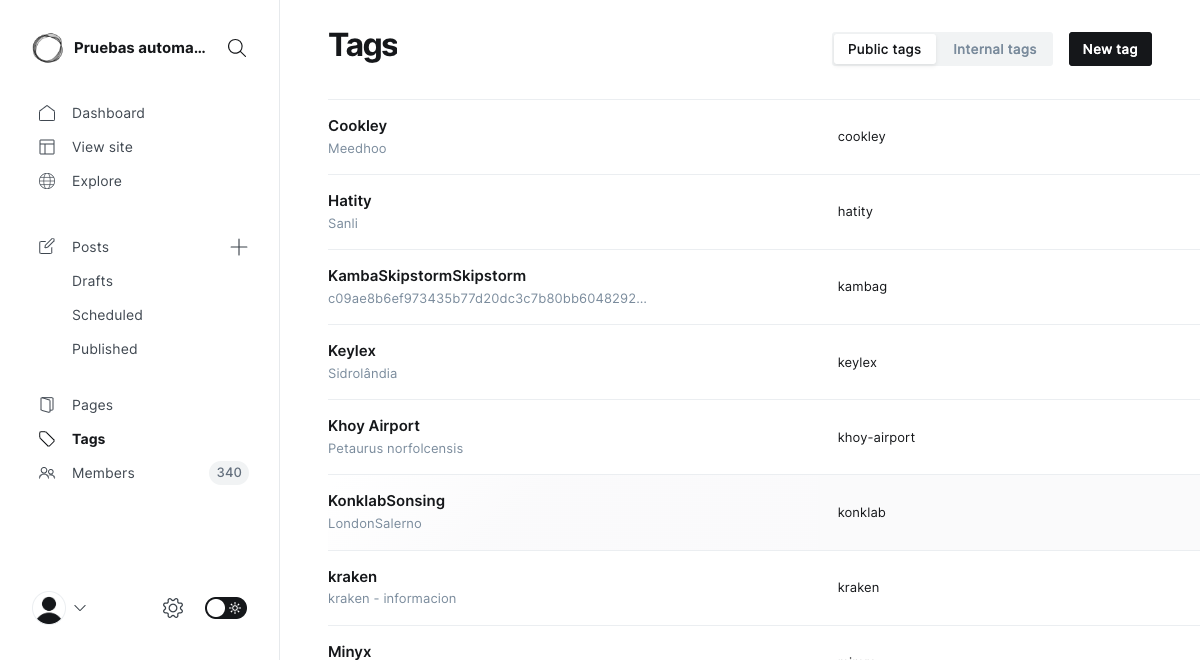 Pruebas automa...
Dashboard
View site
Explore
Posts
Drafts
Scheduled
Published
Pages
Tags
Members 340
Tags
Public tags Internal tags New tag
Cookley
Meedhoo
cookley
Hatity
Sanli
hatity
KambaSkipstormSkipstorm
c09ae8b6ef973435b77d20dc3c7b80bb6048292...
kambag
Keylex
Sidrolândia
keylex
Khoy Airport
Petaurus norfolcensis
khoy-airport
KonklabSonsing
LondonSalerno
konklab
kraken
kraken - informacion
kraken
Minyx